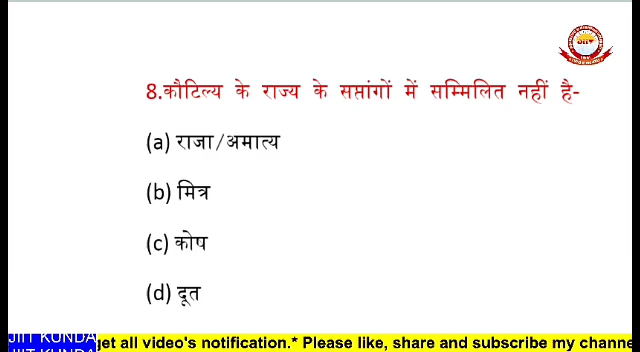 8.कौटिल्य के राज्य के सप्तांगों में सम्मिलित नहीं है-
(a) राजा/अमात्य
(b) मित्र
(c) कोष
(d) दूत
JIIT KUNDA
get all video's notification.* Please like, share and subscribe my channe